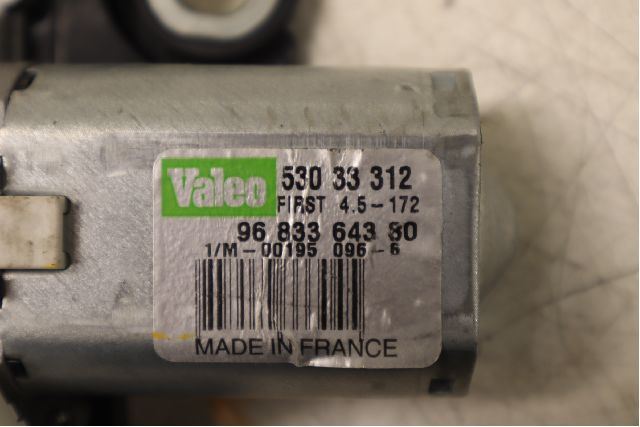 Valeo 530 33 312
FIRST 4.5-172
96 833 643 80
1/M-00195 096-6
MADE IN FRANCE